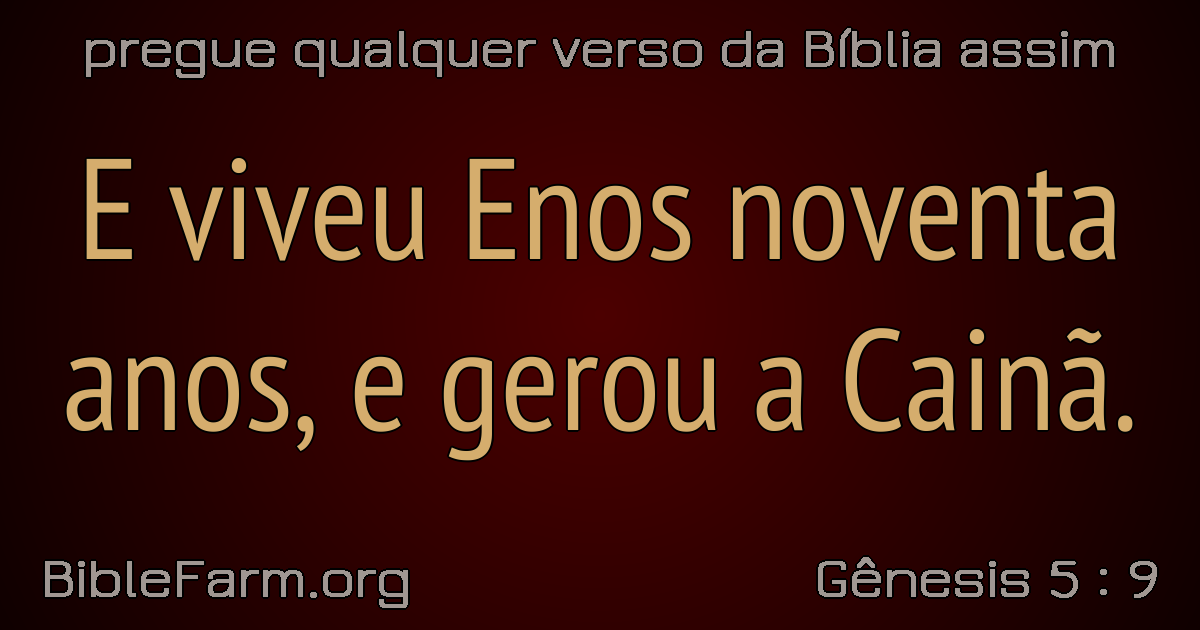 pregue qualquer verso da Bíblia assim
E viveu Enos noventa
anos, e gerou a Cainã.
BibleFarm.org
Gênesis 5 : 9